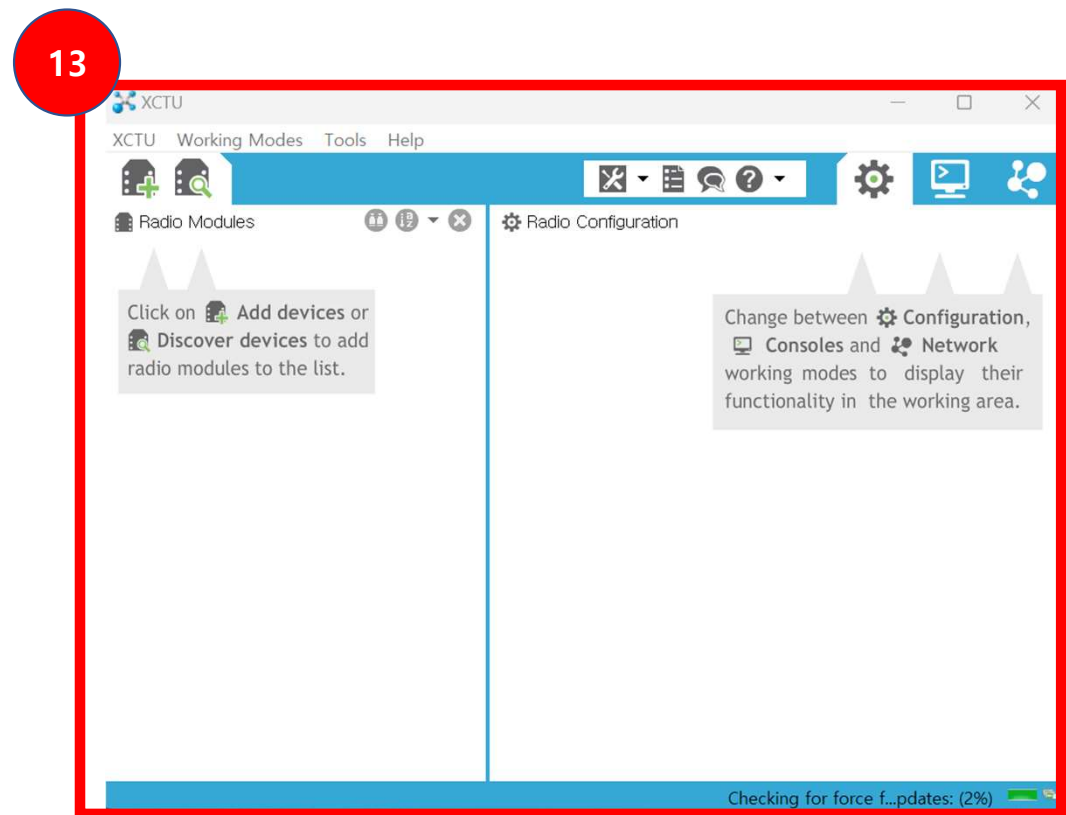 13
XCTU
XCTU Working Modes Tools Help
Radio Modules
Radio Configuration
Click on Add devices or
Discover devices to add
radio modules to the list.
Change between Configuration,
Consoles and Network
working modes to display their
functionality in the working area.
Checking for force f...pdates: (2%)